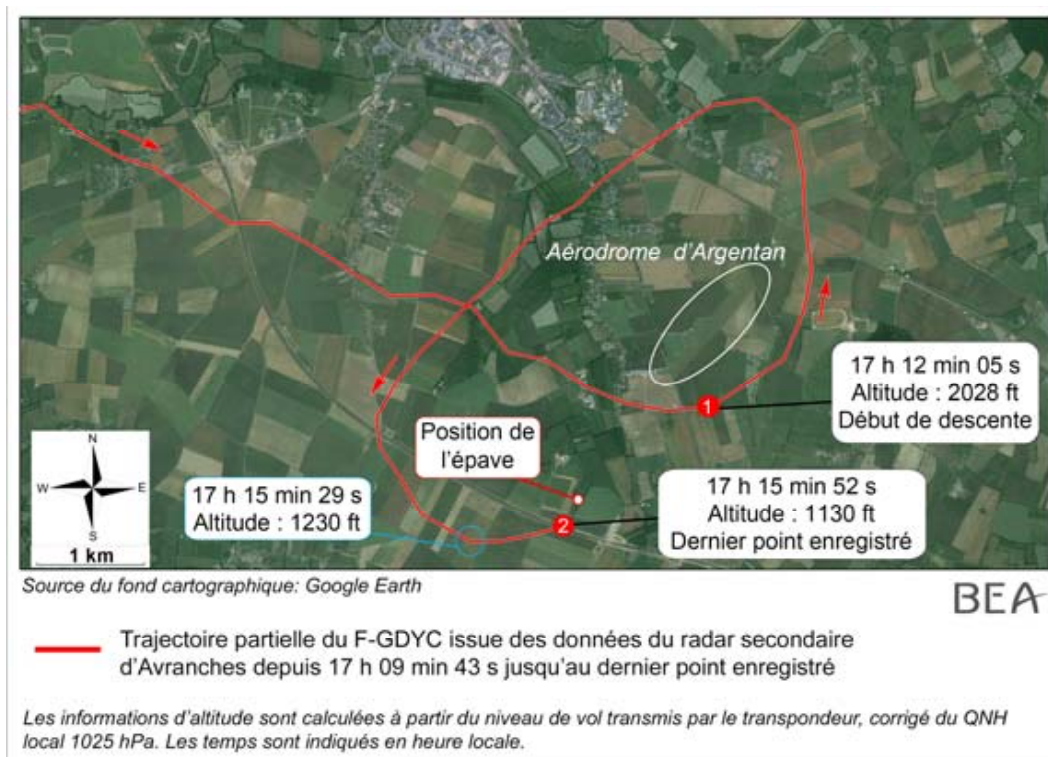 Aérodrome d'Argentan
17 h 12 min 05 s
Altitude : 2028 ft
Début de descente
1
Position de
l'épave
17 h 15 min 29 s
Altitude : 1230 ft
17 h 15 min 52 s
Altitude : 1130 ft
Dernier point enregistré
2
N
W E
S
1 km
Source du fond cartographique: Google Earth
BEA
Trajectoire partielle du F-GDYC issue des données du radar secondaire
d'Avranches depuis 17 h 09 min 43 s jusqu'au dernier point enregistré
Les informations d'altitude sont calculées à partir du niveau de vol transmis par le transpondeur, corrigé du QNH
local 1025 hPa. Les temps sont indiqués en heure locale.